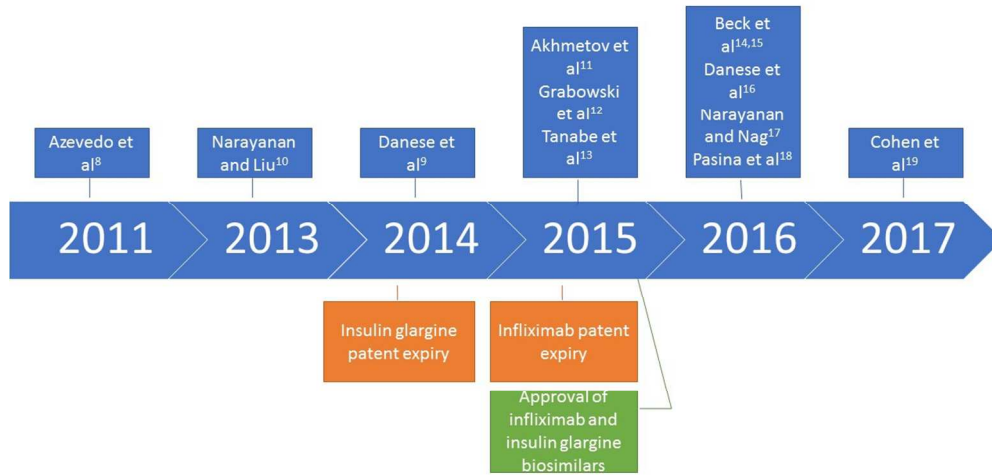 Azevedo et
al⁸
Narayanan
and Liu¹⁰
Danese et
al⁹
Akhmetov et
al¹¹
Grabowski
et al¹²
Tanabe et
al¹³
Beck et
al¹⁴,¹⁵
Danese et
al¹⁶
Narayanan
and Nag¹⁷
Pasina et al¹⁸
Cohen et
al¹⁹
2011
2013
2014
2015
2016
2017
Insulin glargine
patent expiry
Infliximab patent
expiry
Approval of
infliximab and
insulin glargine
biosimilars